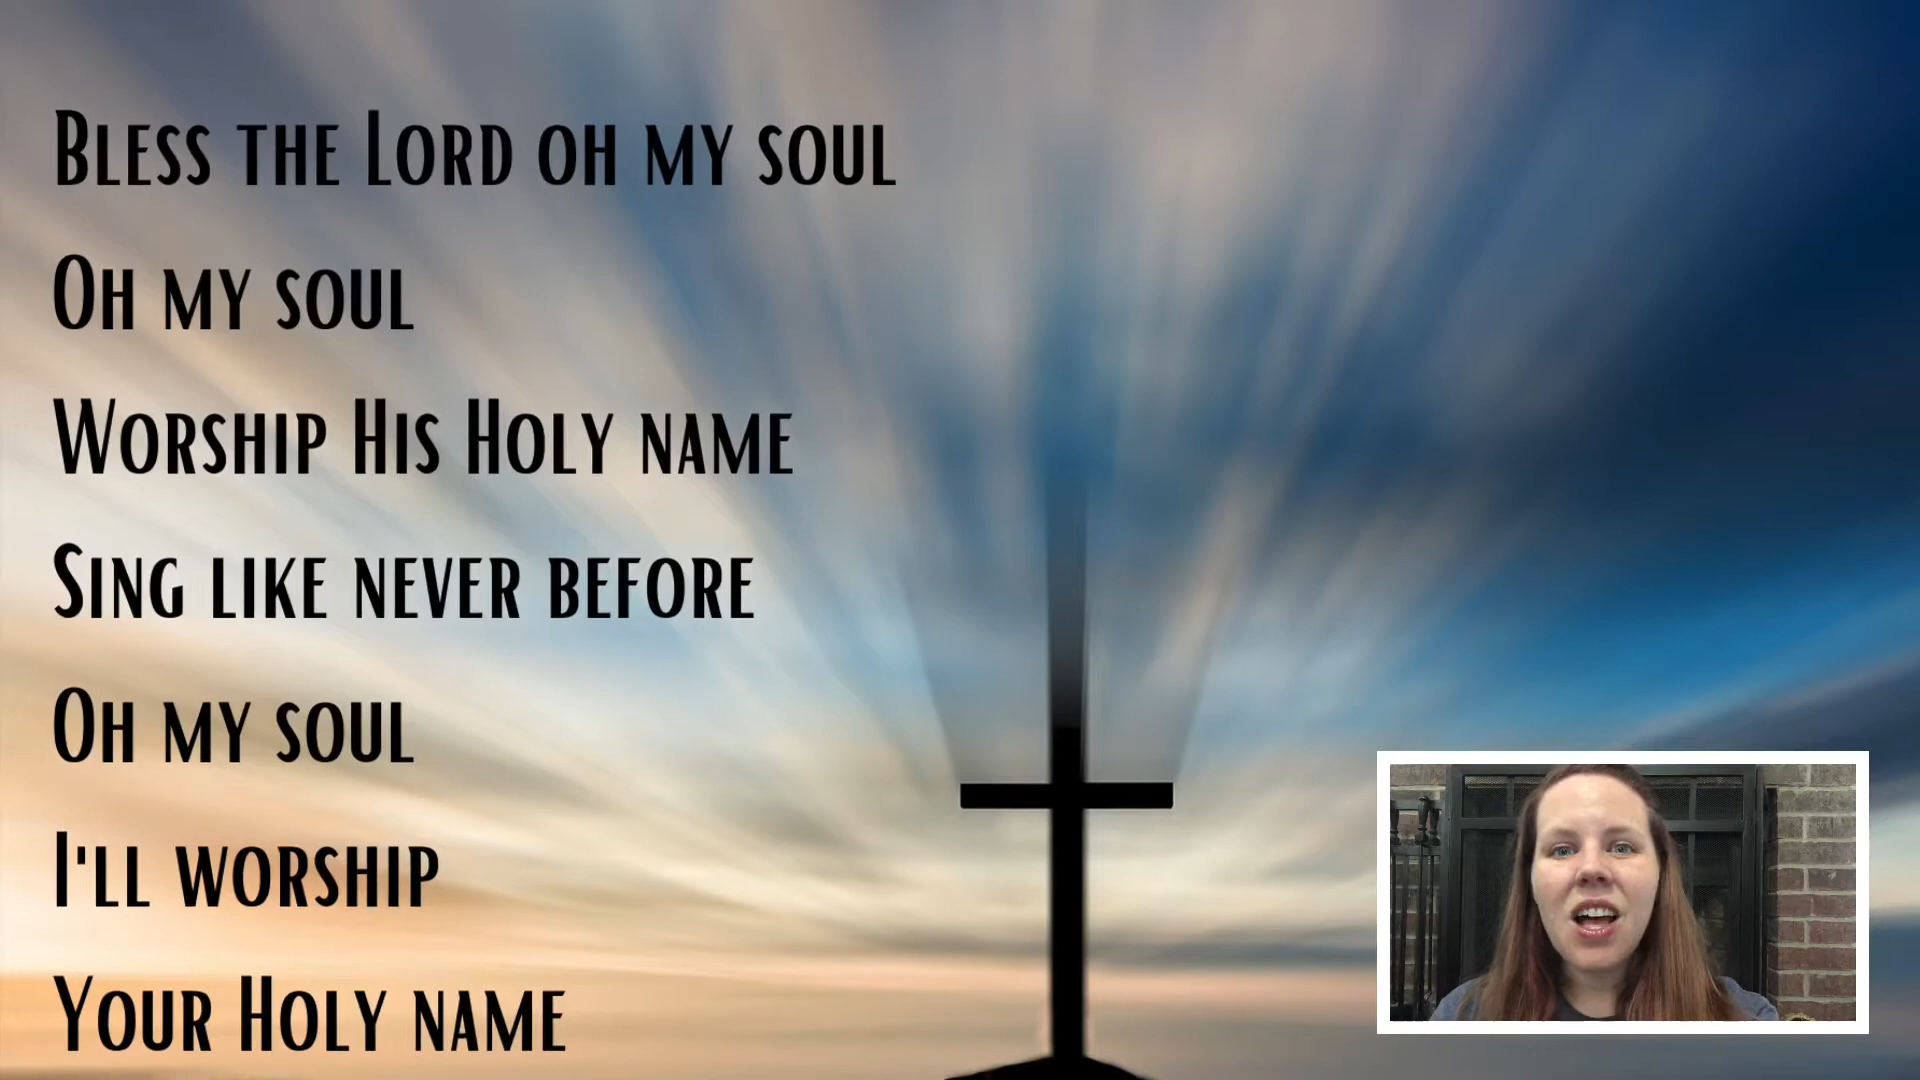 Bless the Lord oh my soul
Oh my soul
Worship His Holy name
Sing like never before
Oh my soul
I'll worship
Your Holy name